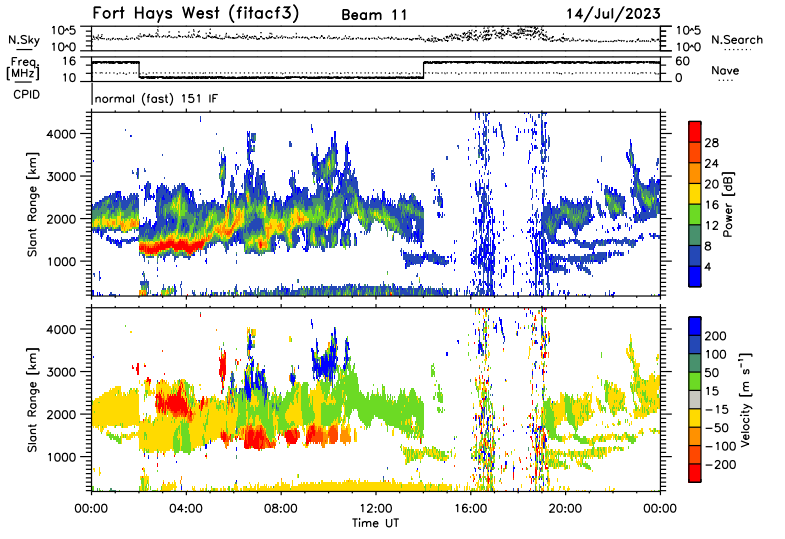 Fort Hays West (fitacf3)
Beam 11
14/Jul/2023
N.Sky
10^5
10^0
10^5
10^0
N.Search
Freq.
[MHz]
16
10
60
0
Nave
CPID
normal (fast) 151 IF
Slant Range [km]
4000
3000
2000
1000
28
24
20
16
12
8
4
Power [dB]
Slant Range [km]
4000
3000
2000
1000
200
100
50
15
−15
−50
−100
−200
Velocity [m s⁻¹]
00:00
04:00
08:00
12:00
16:00
20:00
00:00
Time UT